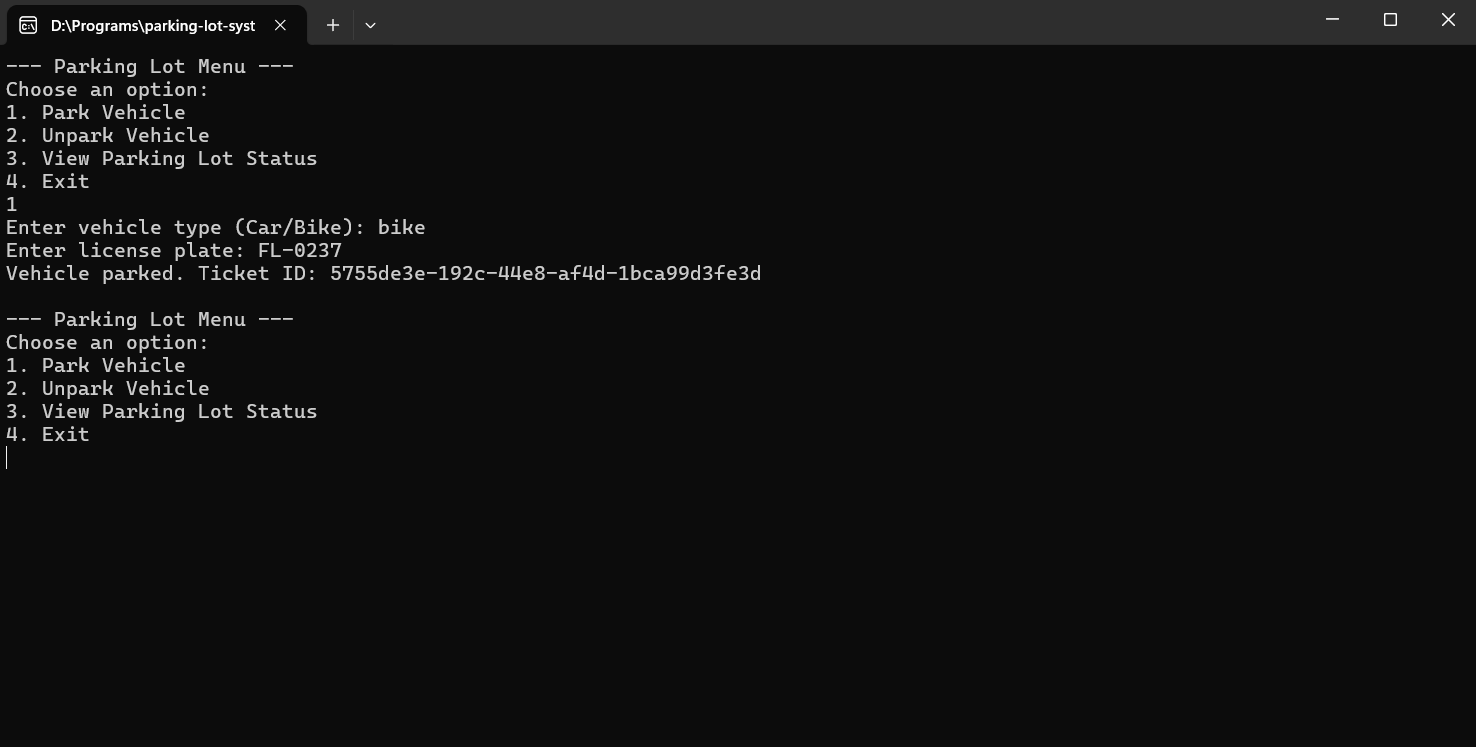 D:\Programs\parking-lot-syst
--- Parking Lot Menu ---
Choose an option:
1. Park Vehicle
2. Unpark Vehicle
3. View Parking Lot Status
4. Exit
1
Enter vehicle type (Car/Bike): bike
Enter license plate: FL-0237
Vehicle parked. Ticket ID: 5755de3e-192c-44e8-af4d-1bca99d3fe3d

--- Parking Lot Menu ---
Choose an option:
1. Park Vehicle
2. Unpark Vehicle
3. View Parking Lot Status
4. Exit